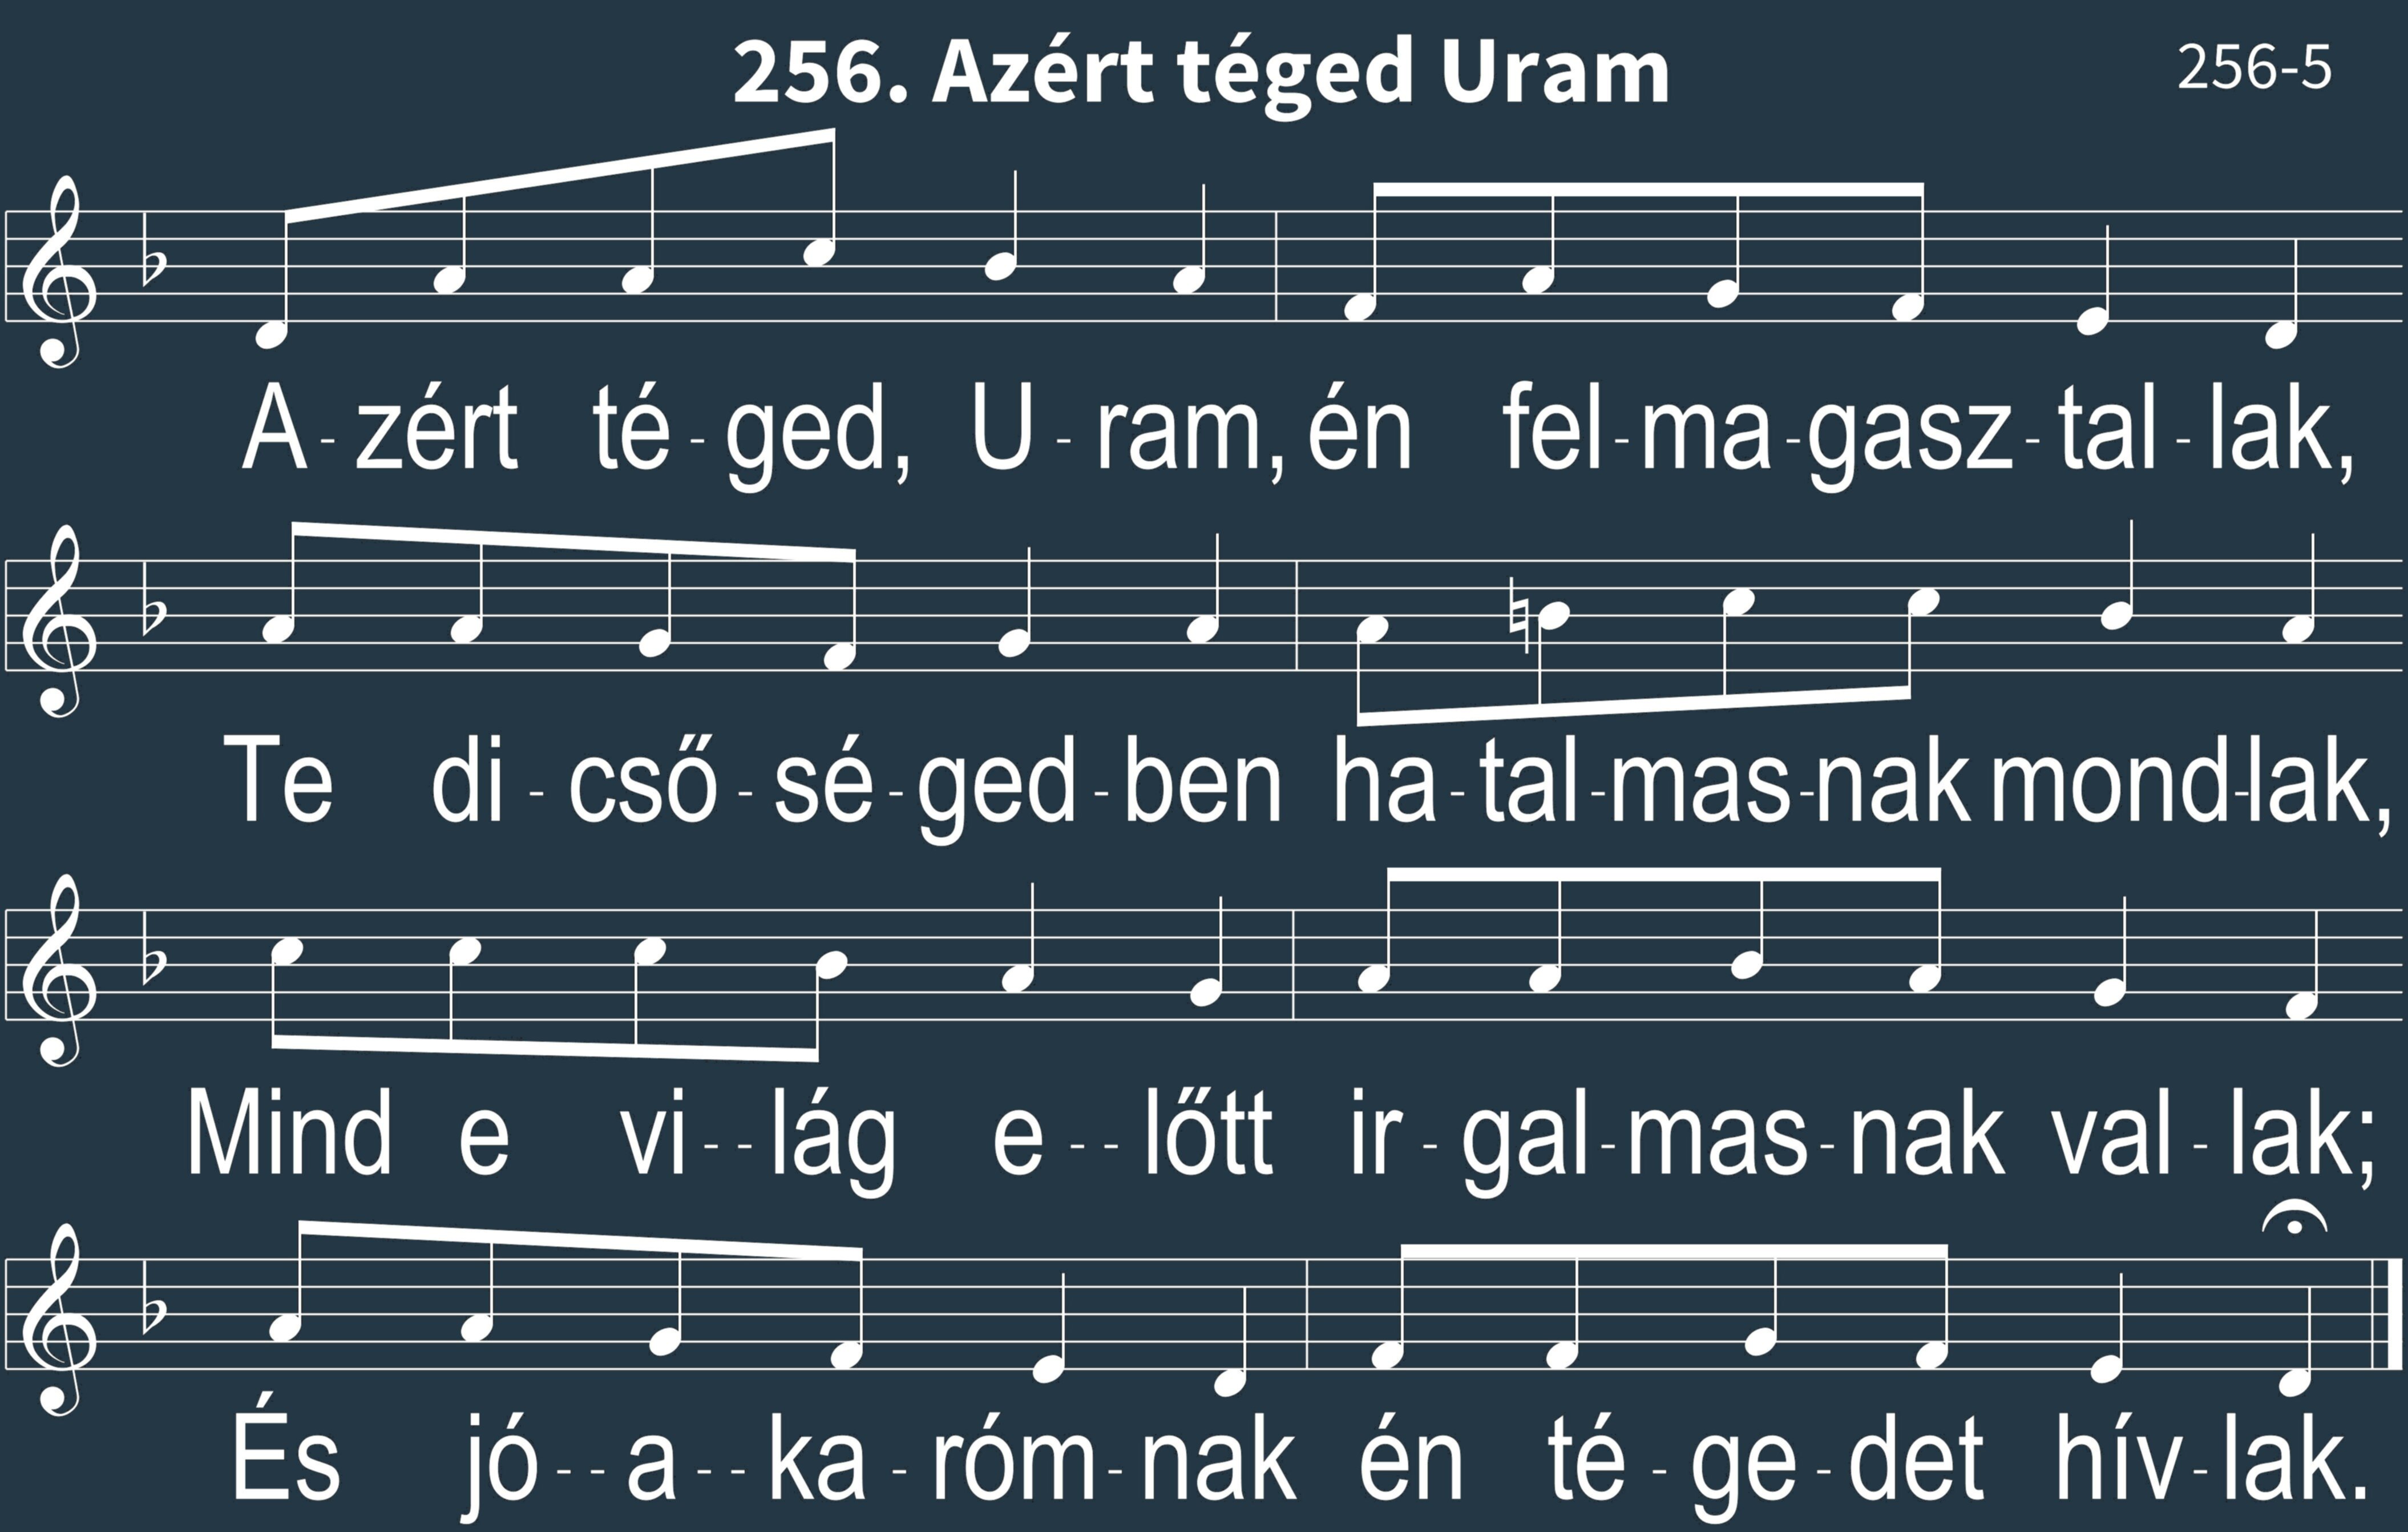 256. Azért téged Uram
256-5
A-zért té-ged, U-ram, én fel-ma-gasz-tal-lak,
Te di-cső-sé-ged-ben ha-tal-mas-nak mond-lak,
Mind e vi--lág e--lőtt ir-gal-mas-nak val-lak;
És jó--a--ka-róm-nak én té-ge-det hív-lak.